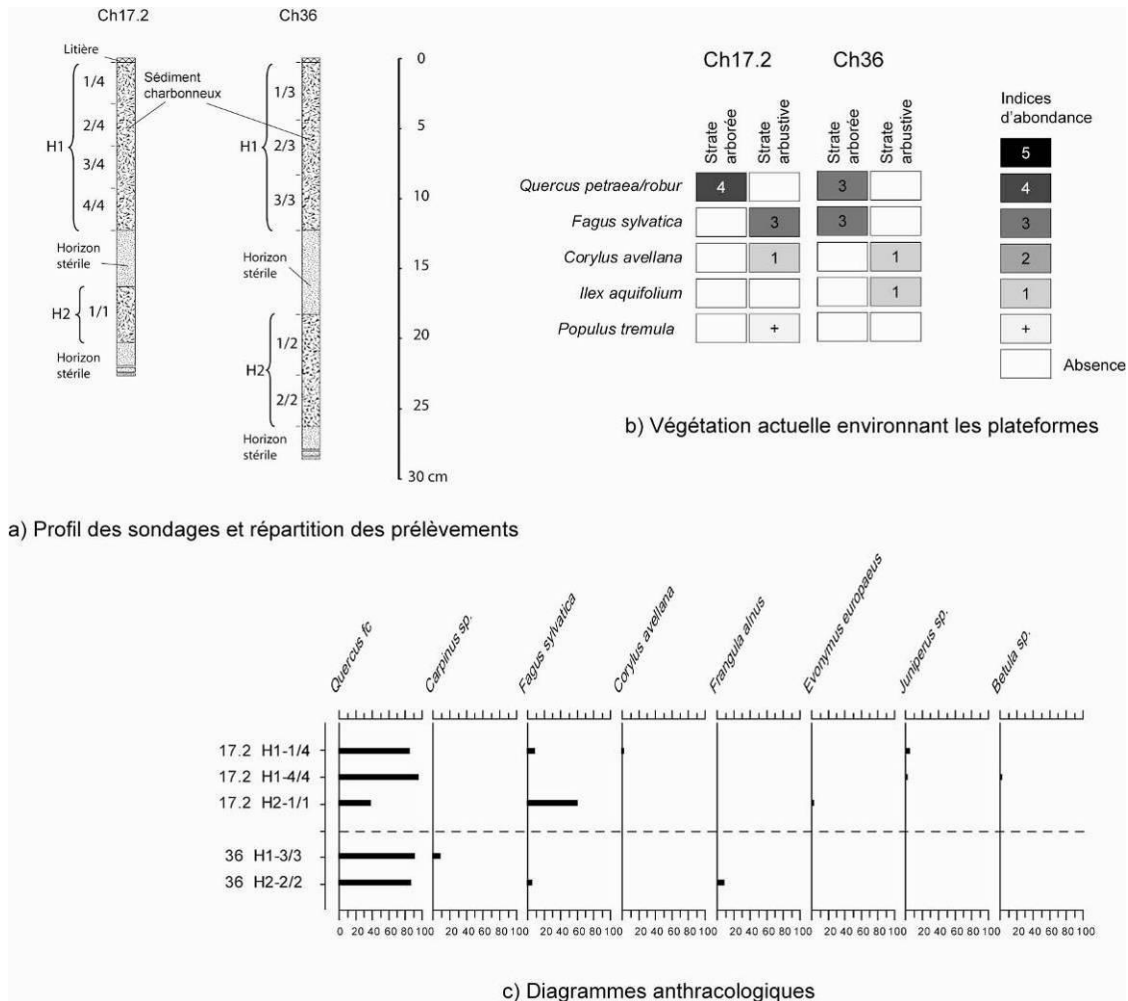 Ch17.2
Ch36
Litière
Sédiment
charbonneux
H1
1/4
2/4
3/4
4/4
Horizon
stérile
H2
1/1
Horizon
stérile
H1
1/3
2/3
3/3
Horizon
stérile
H2
1/2
2/2
Horizon
stérile
0
5
10
15
20
25
30 cm
a) Profil des sondages et répartition des prélèvements
Ch17.2 Ch36
Strate arborée
Strate arbustive
Strate arborée
Strate arbustive
Quercus petraea/robur 4 3
Fagus sylvatica 3 3
Corylus avellana 1 1
Ilex aquifolium 1
Populus tremula +
Indices
d'abondance
5
4
3
2
1
+
Absence
b) Végétation actuelle environnant les plateformes
Quercus fc
Carpinus sp.
Fagus sylvatica
Corylus avellana
Frangula alnus
Evonymus europaeus
Juniperus sp.
Betula sp.
17.2 H1-1/4
17.2 H1-4/4
17.2 H2-1/1
36 H1-3/3
36 H2-2/2
0 20 40 60 80 100
20 40 60 80 100
20 40 60 80 100
20 40 60 80 100
20 40 60 80 100
20 40 60 80 100
20 40 60 80 100
20 40 60 80 100
c) Diagrammes anthracologiques